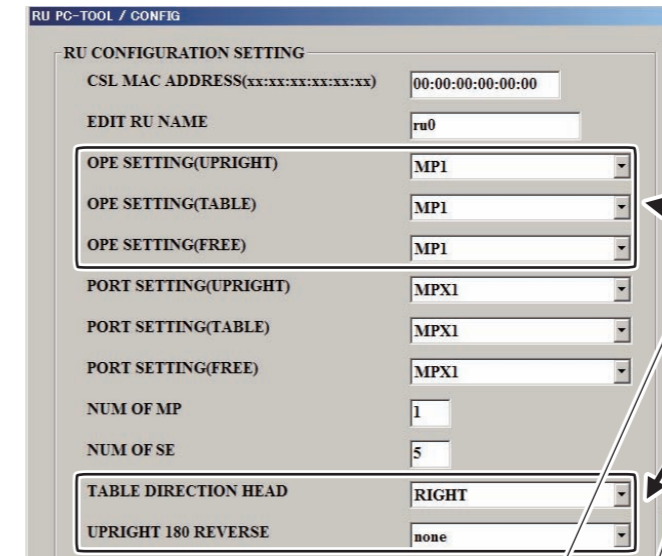 RU PC-TOOL / CONFIG
RU CONFIGURATION SETTING
CSL MAC ADDRESS(xx:xx:xx:xx:xx:xx) 00:00:00:00:00:00
EDIT RU NAME ru0
OPE SETTING(UPRIGHT) MP1
OPE SETTING(TABLE) MP1
OPE SETTING(FREE) MP1
PORT SETTING(UPRIGHT) MPX1
PORT SETTING(TABLE) MPX1
PORT SETTING(FREE) MPX1
NUM OF MP 1
NUM OF SE 5
TABLE DIRECTION HEAD RIGHT
UPRIGHT 180 REVERSE none